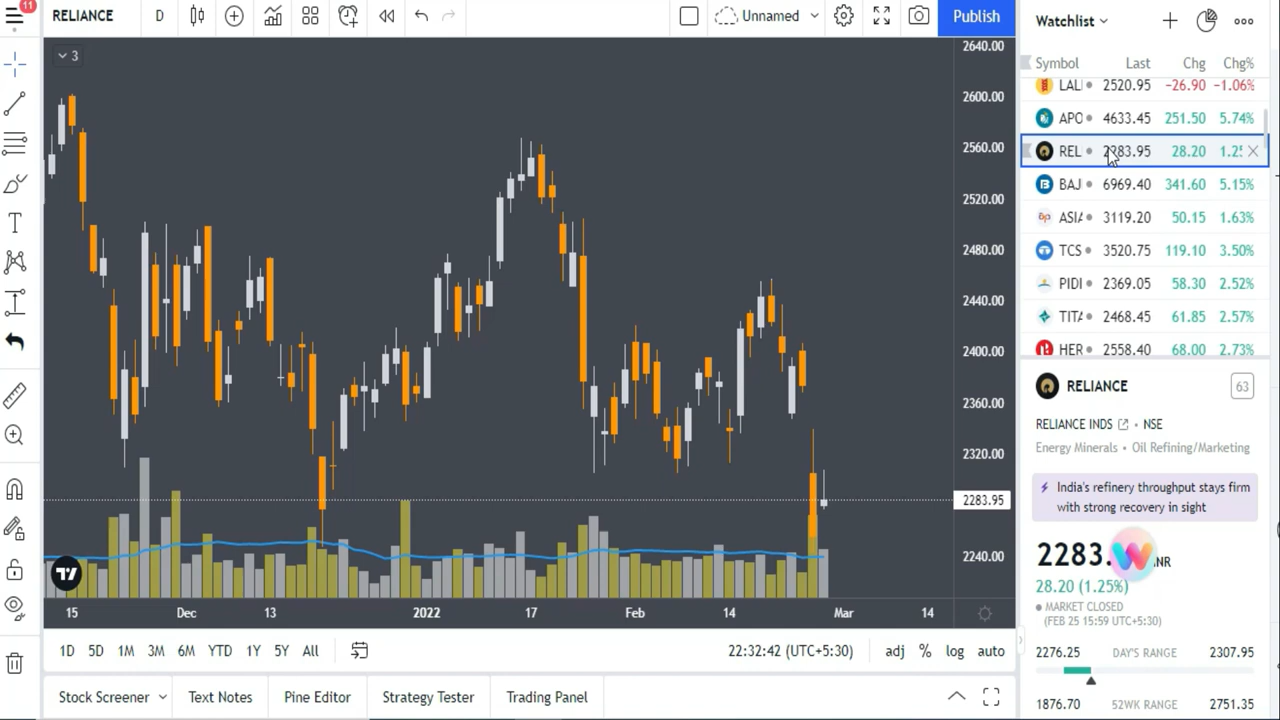 11
RELIANCE
D
Unnamed
Publish
3
2640.00
2600.00
2560.00
2520.00
2480.00
2440.00
2400.00
2360.00
2320.00
2283.95
2240.00
15
Dec
13
2022
17
Feb
14
Mar
14
1D 5D 1M 3M 6M YTD 1Y 5Y All
22:32:42 (UTC+5:30)
adj % log auto
Stock Screener
Text Notes
Pine Editor
Strategy Tester
Trading Panel
Watchlist
Symbol Last Chg Chg%
LAL 2520.95 −26.90 −1.06%
APO 4633.45 251.50 5.74%
REL 2283.95 28.20
BAJ 6969.40 341.60 5.15%
ASIA 3119.20 50.15 1.63%
TCS 3520.75 119.10 3.50%
PIDI 2369.05 58.30 2.52%
TITA 2468.45 61.85 2.57%
HER 2558.40 68.00 2.73%
RELIANCE
63
RELIANCE INDS • NSE
Energy Minerals • Oil Refining/Marketing
India's refinery throughput stays firm
with strong recovery in sight
2283.
28.20 (1.25%)
MARKET CLOSED
(FEB 25 15:59 UTC+5:30)
2276.25 DAY'S RANGE 2307.95
1876.70 52WK RANGE 2751.35